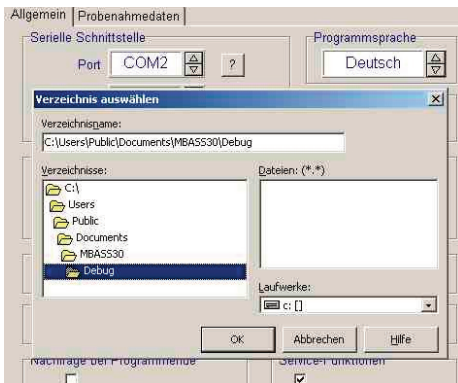 Allgemein Probenahmedaten
Serielle Schnittstelle Programmsprache
Port COM2 ? Deutsch
Verzeichnis auswählen
Verzeichnisname:
C:\Users\Public\Documents\MBASS30\Debug
Verzeichnisse: Dateien: (*.*)
C:\
Users
Public
Documents
MBASS30
Debug
Laufwerke:
c: []
OK Abbrechen Hilfe
Nachfrage bei Programmende Service-Funktionen